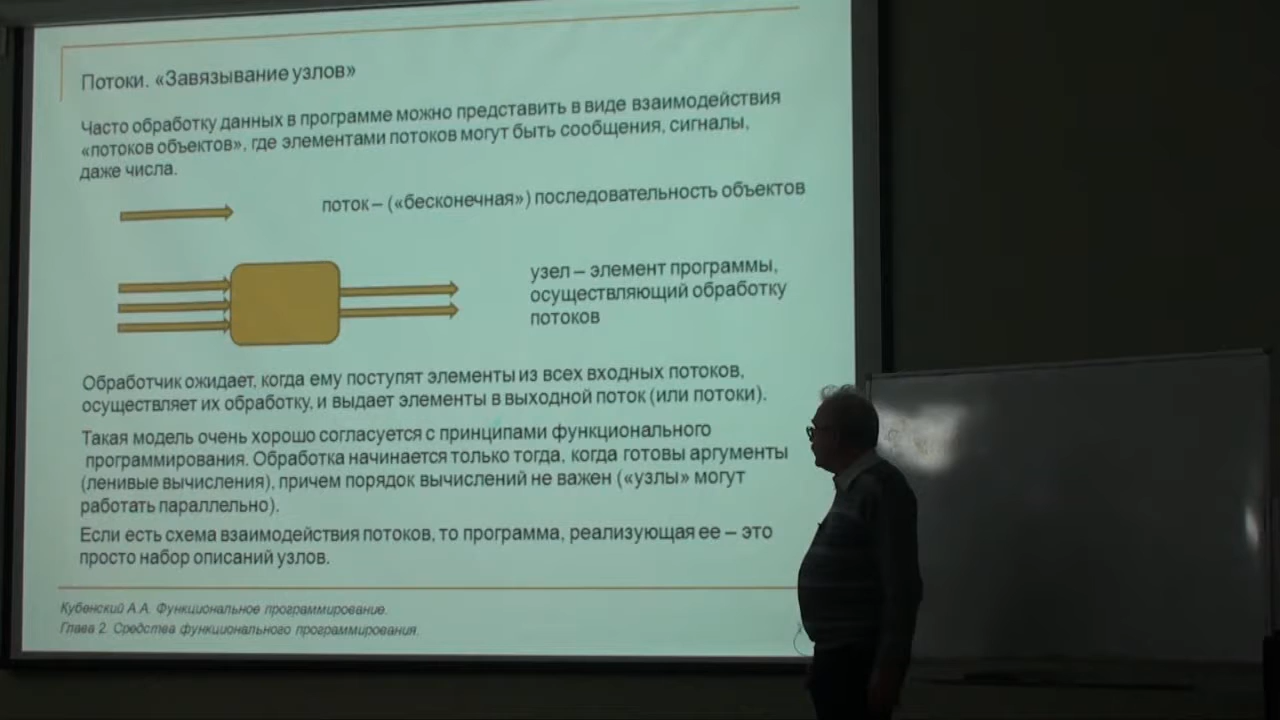 Потоки. «Завязывание узлов»
Часто обработку данных в программе можно представить в виде взаимодействия
«потоков объектов», где элементами потоков могут быть сообщения, сигналы,
даже числа.
поток – («бесконечная») последовательность объектов
узел – элемент программы,
осуществляющий обработку
потоков
Обработчик ожидает, когда ему поступят элементы из всех входных потоков,
осуществляет их обработку, и выдает элементы в выходной поток (или потоки).
Такая модель очень хорошо согласуется с принципами функционального
программирования. Обработка начинается только тогда, когда готовы аргументы
(ленивые вычисления), причем порядок вычислений не важен («узлы» могут
работать параллельно).
Если есть схема взаимодействия потоков, то программа, реализующая ее – это
просто набор описаний узлов.
Кубенский А.А. Функциональное программирование.
Глава 2. Средства функционального программирования.